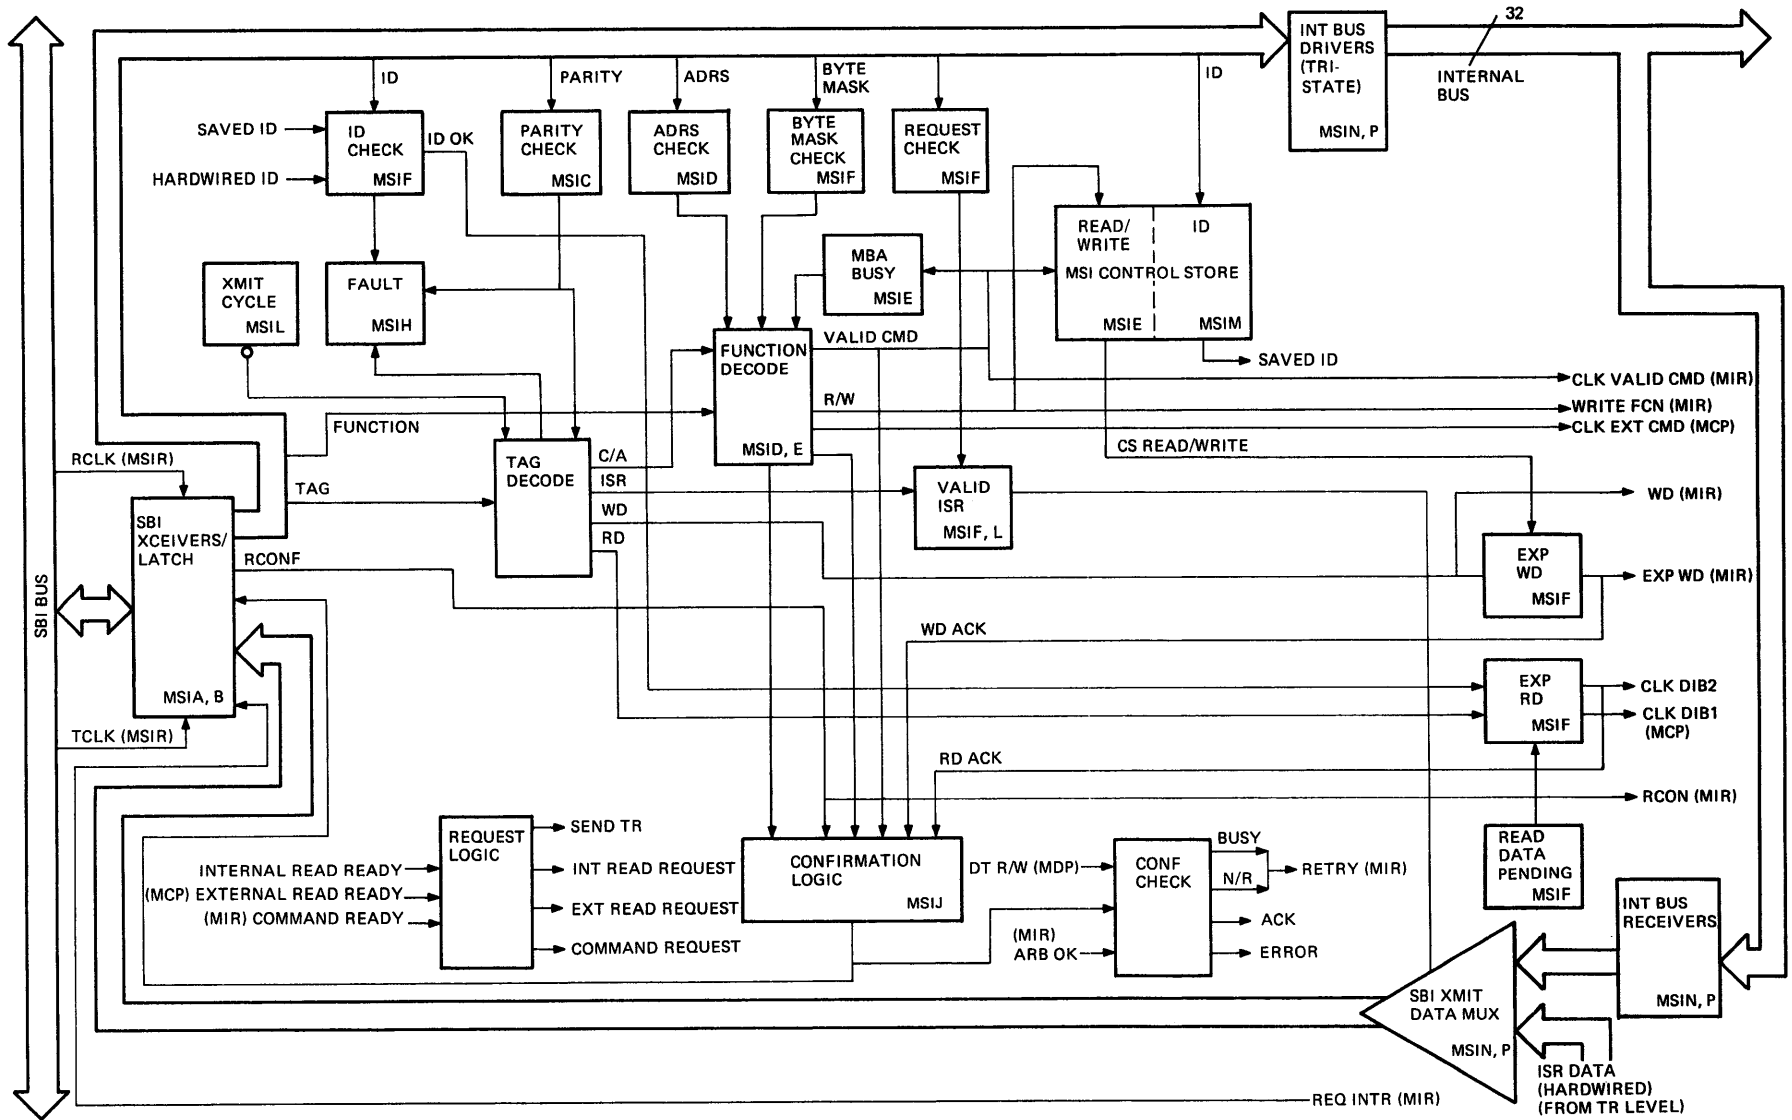 32
INT BUS
DRIVERS
(TRI-
STATE)
MSIN, P
INTERNAL
BUS
ID
PARITY
ADRS
BYTE
MASK
ID
SAVED ID
HARDWIRED ID
ID
CHECK
MSIF
ID OK
PARITY
CHECK
MSIC
ADRS
CHECK
MSID
BYTE
MASK
CHECK
MSIF
REQUEST
CHECK
MSIF
READ/
WRITE
ID
MSI CONTROL STORE
MSIE
MSIM
XMIT
CYCLE
MSIL
FAULT
MSIH
MBA
BUSY
MSIE
FUNCTION
DECODE
MSID, E
VALID CMD
R/W
SAVED ID
CLK VALID CMD (MIR)
WRITE FCN (MIR)
CLK EXT CMD (MCP)
CS READ/WRITE
FUNCTION
RCLK (MSIR)
TAG
TAG
DECODE
C/A
ISR
WD
RD
VALID
ISR
MSIF, L
WD (MIR)
SBI BUS
SBI
XCEIVERS/
LATCH
MSIA, B
RCONF
EXP
WD
MSIF
EXP WD (MIR)
WD ACK
EXP
RD
MSIF
CLK DIB2
CLK DIB1
(MCP)
TCLK (MSIR)
RD ACK
RCON (MIR)
READ
DATA
PENDING
MSIF
REQUEST
LOGIC
INTERNAL READ READY
(MCP) EXTERNAL READ READY
(MIR) COMMAND READY
SEND TR
INT READ REQUEST
EXT READ REQUEST
COMMAND REQUEST
CONFIRMATION
LOGIC
MSIJ
DT R/W (MDP)
(MIR)
ARB OK
CONF
CHECK
BUSY
N/R
RETRY (MIR)
ACK
ERROR
INT BUS
RECEIVERS
MSIN, P
SBI XMIT
DATA MUX
MSIN, P
ISR DATA
(HARDWIRED)
(FROM TR LEVEL)
REQ INTR (MIR)